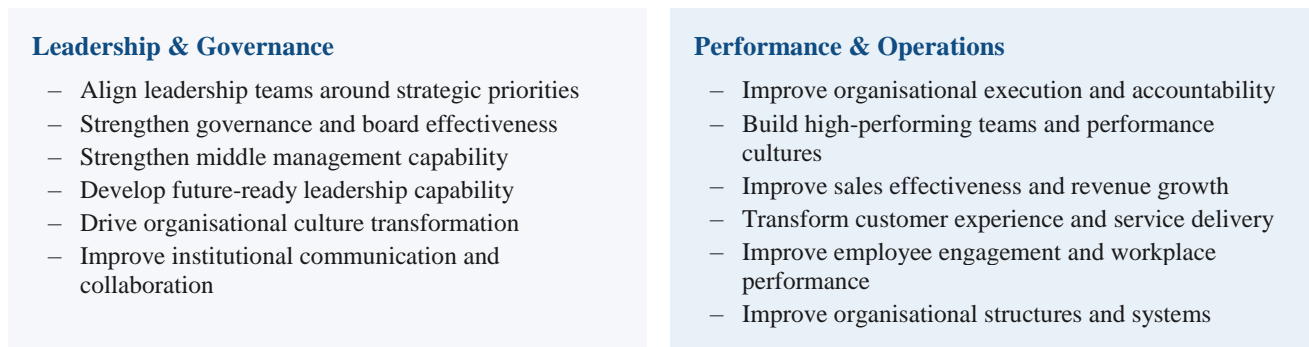 Leadership & Governance
– Align leadership teams around strategic priorities
– Strengthen governance and board effectiveness
– Strengthen middle management capability
– Develop future-ready leadership capability
– Drive organisational culture transformation
– Improve institutional communication and
collaboration
Performance & Operations
– Improve organisational execution and accountability
– Build high-performing teams and performance
cultures
– Improve sales effectiveness and revenue growth
– Transform customer experience and service delivery
– Improve employee engagement and workplace
performance
– Improve organisational structures and systems